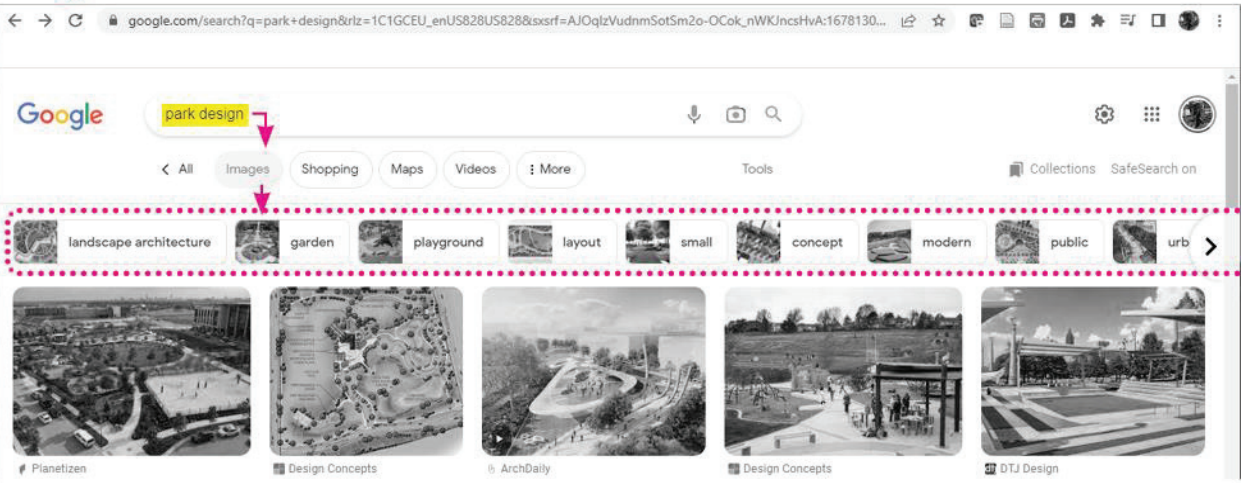 google.com/search?q=park+design&rlz=1C1GCEU_enUS828US828&sxsrf=AJOqlzVudnmSotSm2o-OCok_nWKJncsHvA:1678130...
Google
park design
All Images Shopping Maps Videos More Tools Collections SafeSearch on
landscape architecture garden playground layout small concept modern public urb
Planetizen Design Concepts ArchDaily Design Concepts DTJ Design